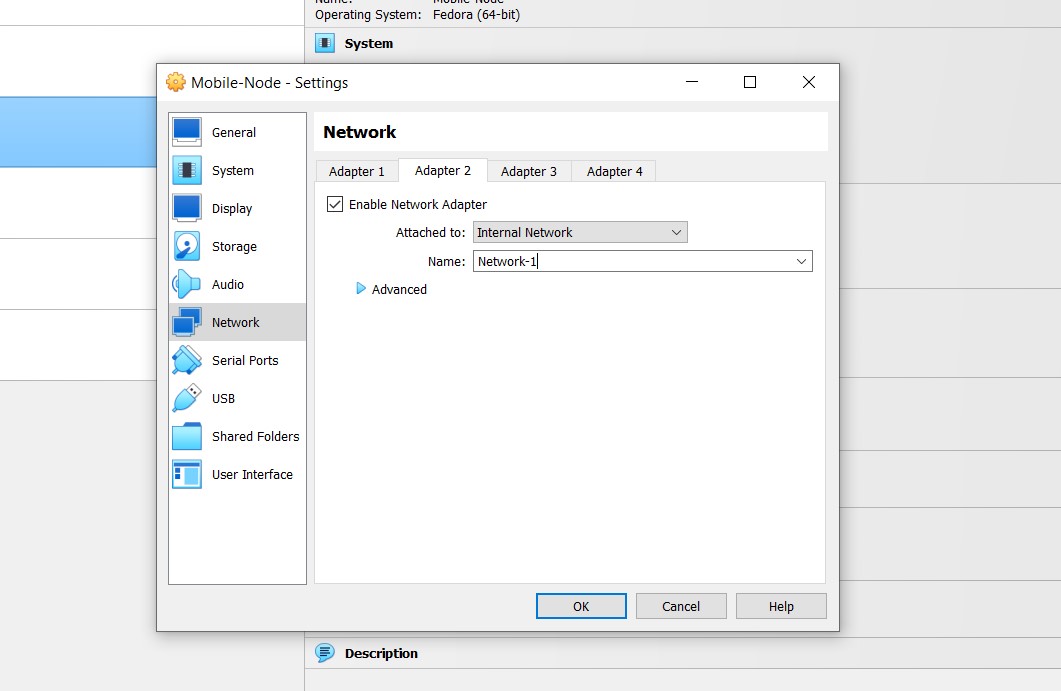 Name: Mobile-Node
Operating System: Fedora (64-bit)
System
Mobile-Node - Settings
General
System
Display
Storage
Audio
Network
Serial Ports
USB
Shared Folders
User Interface
Network
Adapter 1 Adapter 2 Adapter 3 Adapter 4
Enable Network Adapter
Attached to: Internal Network
Name: Network-1
Advanced
OK Cancel Help
Description